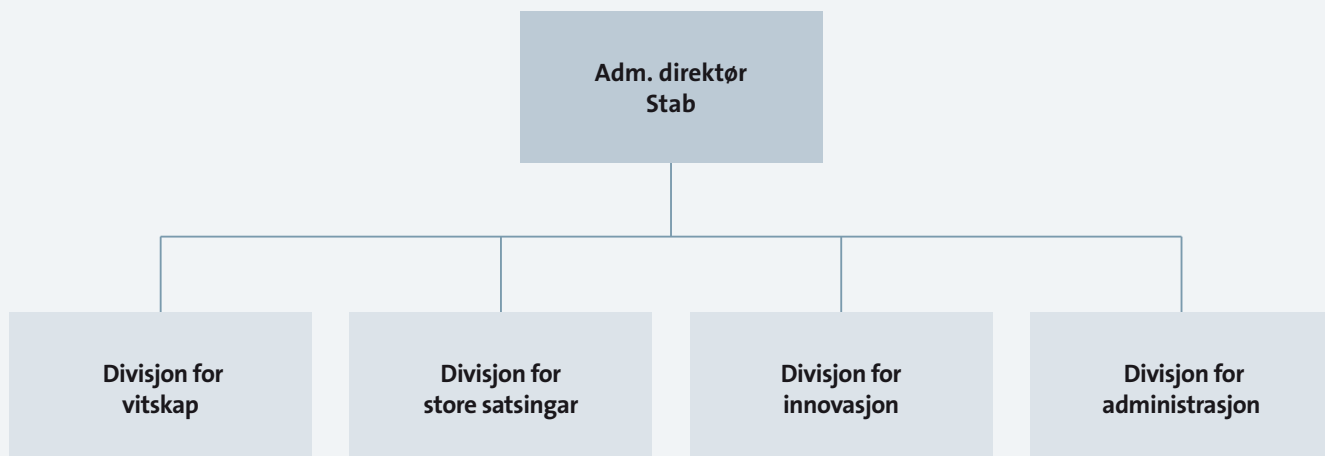 Adm. direktør
Stab
Divisjon for
vitskap
Divisjon for
store satsingar
Divisjon for
innovasjon
Divisjon for
administrasjon